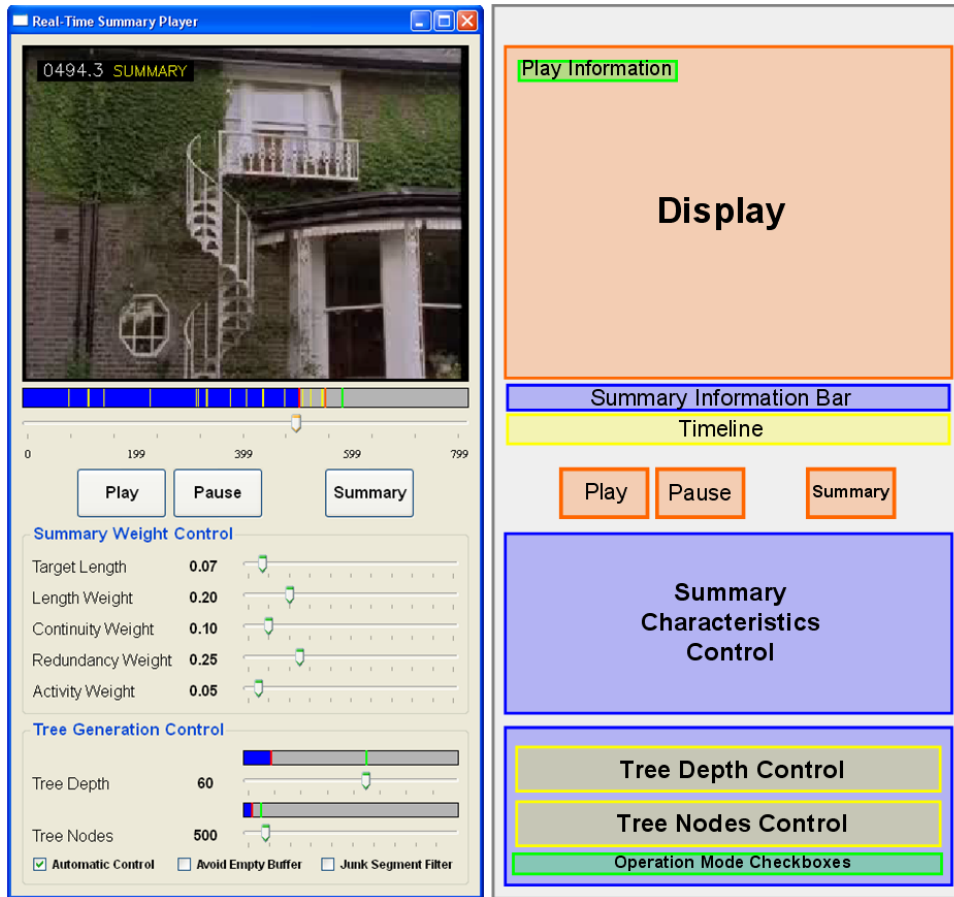 Real-Time Summary Player
0494.3 SUMMARY
0 199 399 599 799
Play Pause Summary
Summary Weight Control
Target Length 0.07
Length Weight 0.20
Continuity Weight 0.10
Redundancy Weight 0.25
Activity Weight 0.05
Tree Generation Control
Tree Depth 60
Tree Nodes 500
Automatic Control Avoid Empty Buffer Junk Segment Filter
Play Information
Display
Summary Information Bar
Timeline
Play Pause Summary
Summary
Characteristics
Control
Tree Depth Control
Tree Nodes Control
Operation Mode Checkboxes